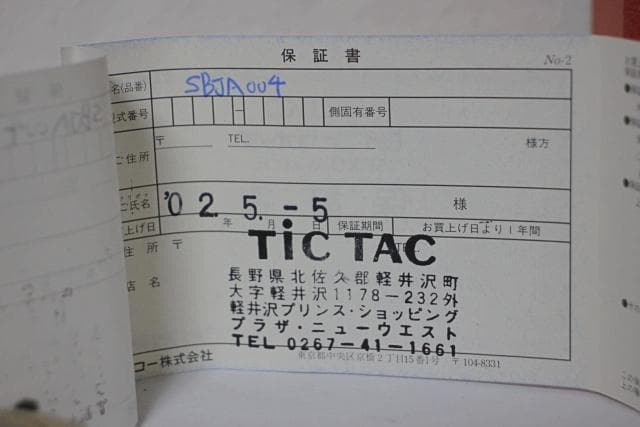 保証書
No-2
名(品番) SBJA004
式番号 側固有番号
ご住所 〒 TEL. 様方
ご氏名 様
'02.5.-5
上げ日 年 月 日 保証期間 お買上げ日より1年間
住所 〒
TiC TAC
店名
長野県北佐久郡軽井沢町
大字軽井沢1178-232外
軽井沢プリンス・ショッピング
プラザ・ニューウエスト
TEL 0267-41-1661
コー株式会社 東京都中央区京橋2丁目15番1号 〒104-8331